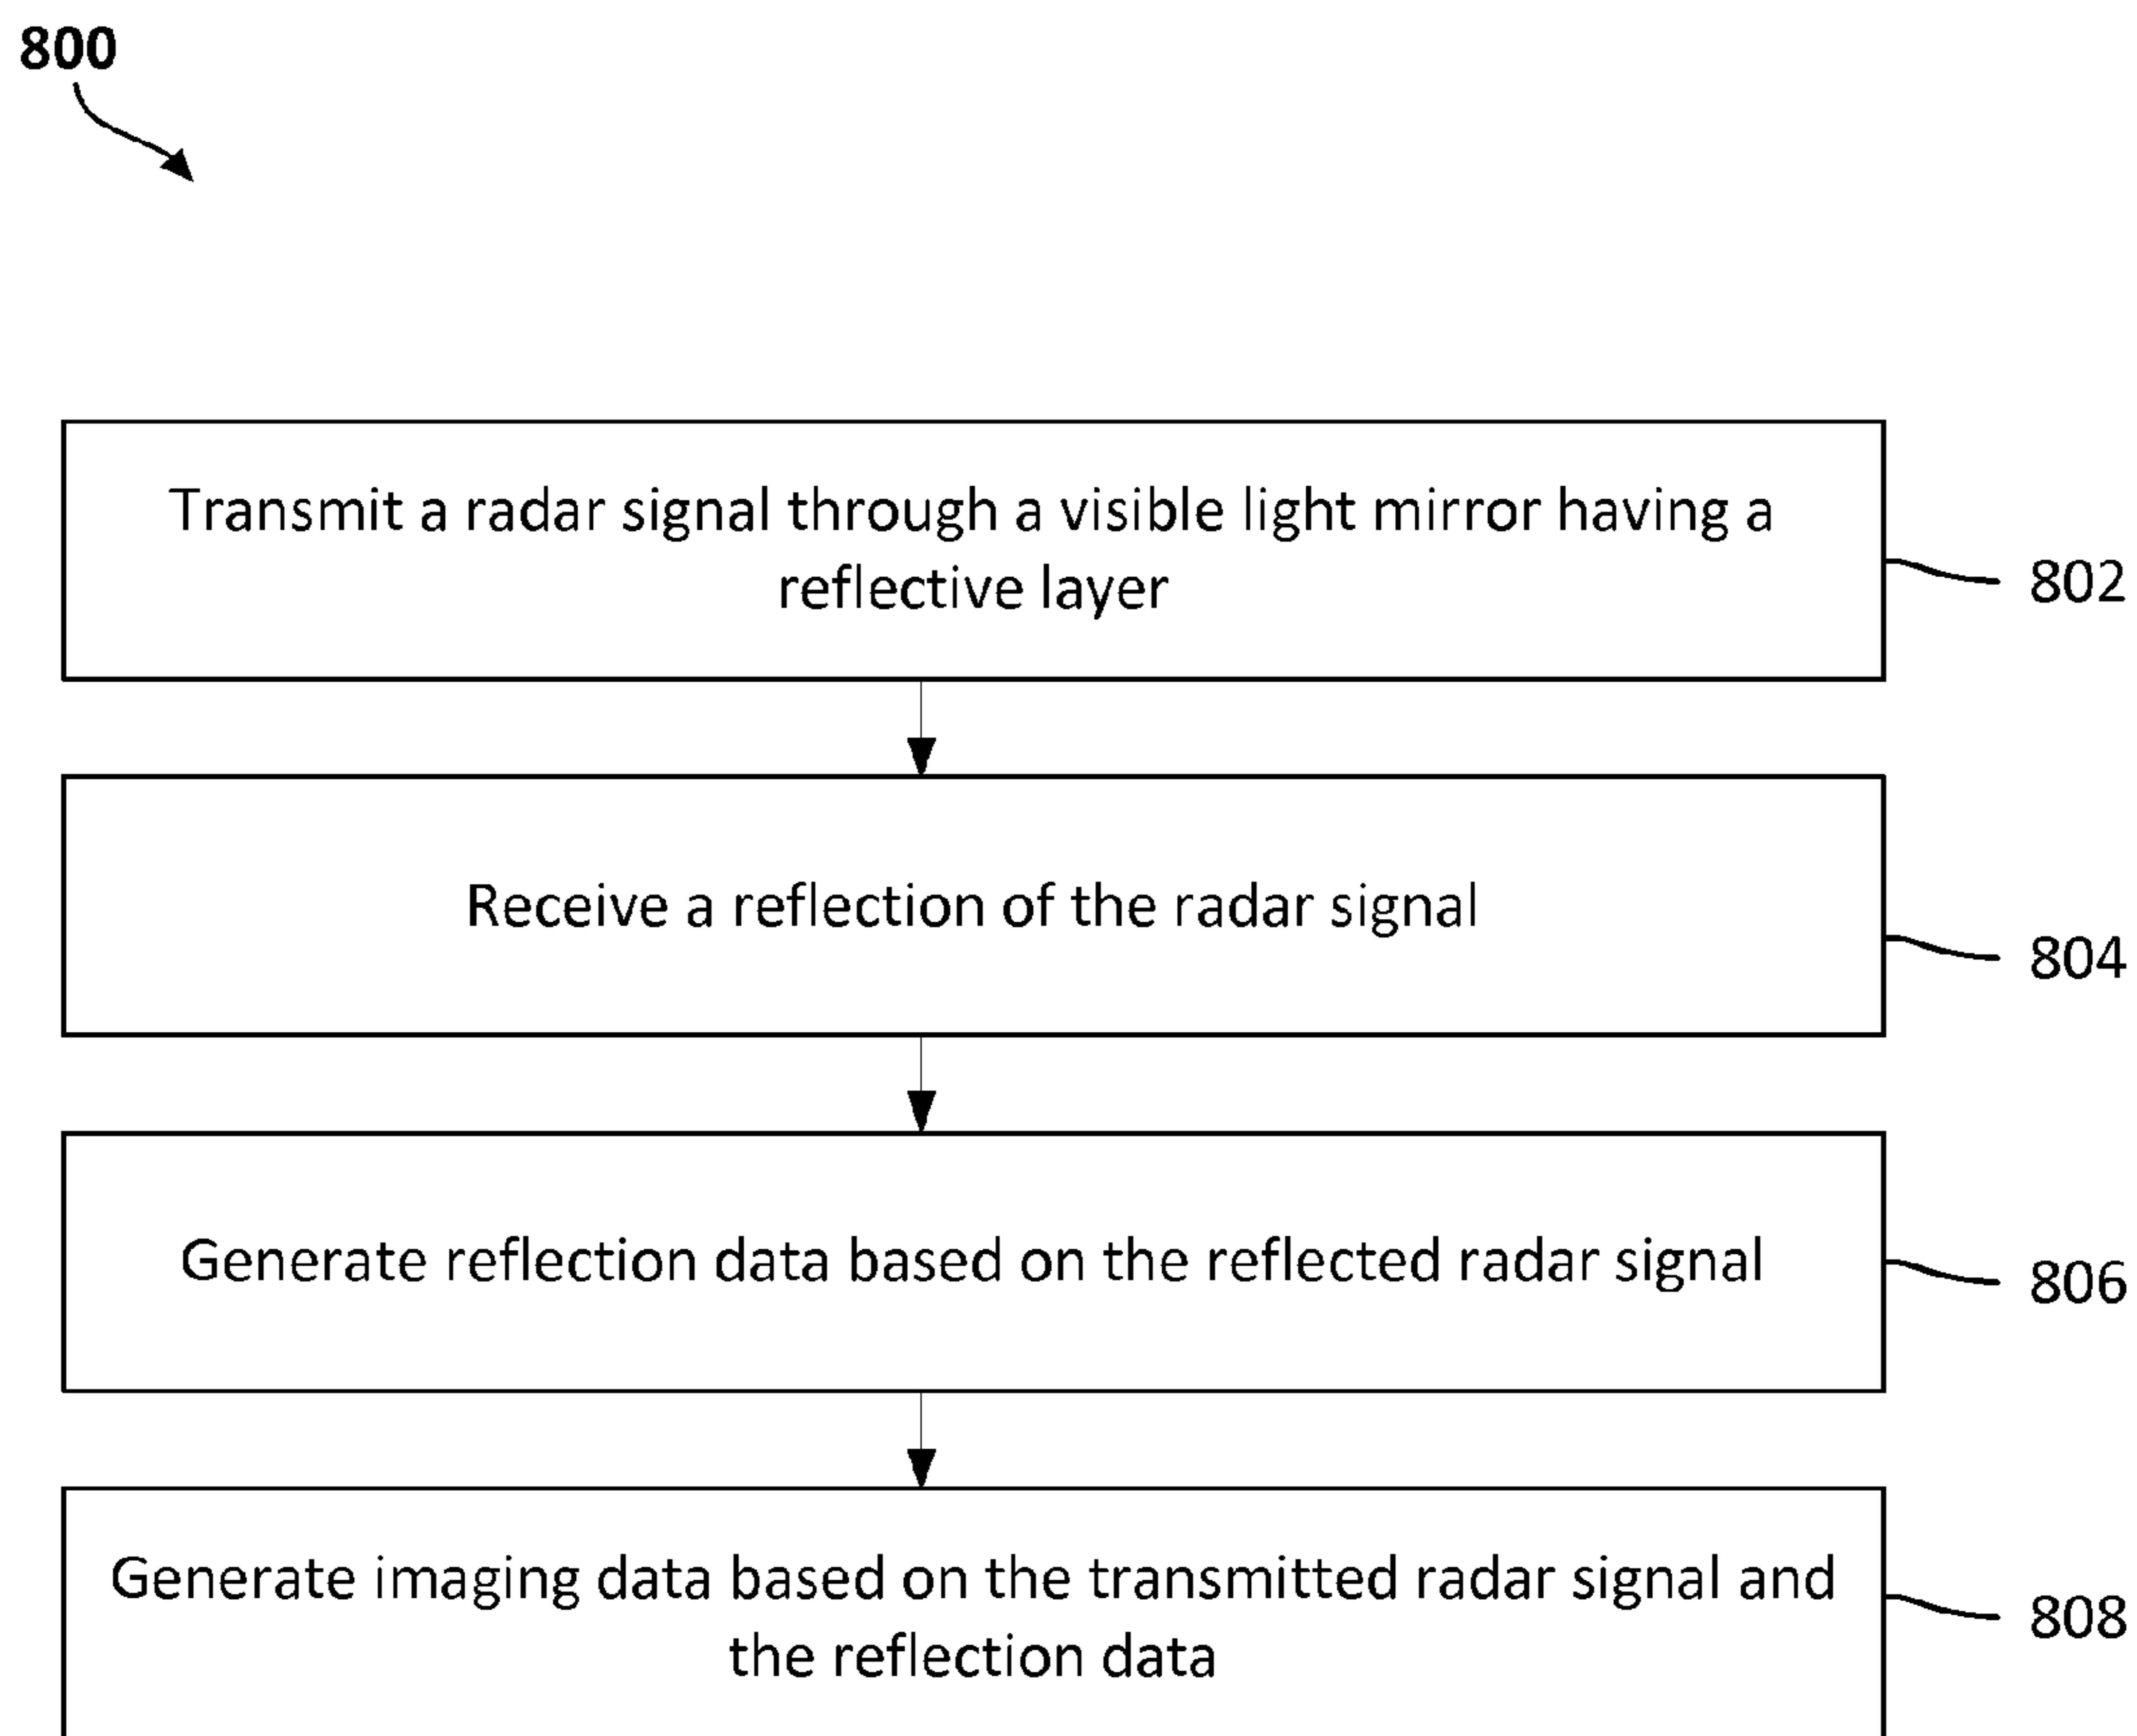 800
Transmit a radar signal through a visible light mirror having a
reflective layer
802
Receive a reflection of the radar signal
804
Generate reflection data based on the reflected radar signal
806
Generate imaging data based on the transmitted radar signal and
the reflection data
808